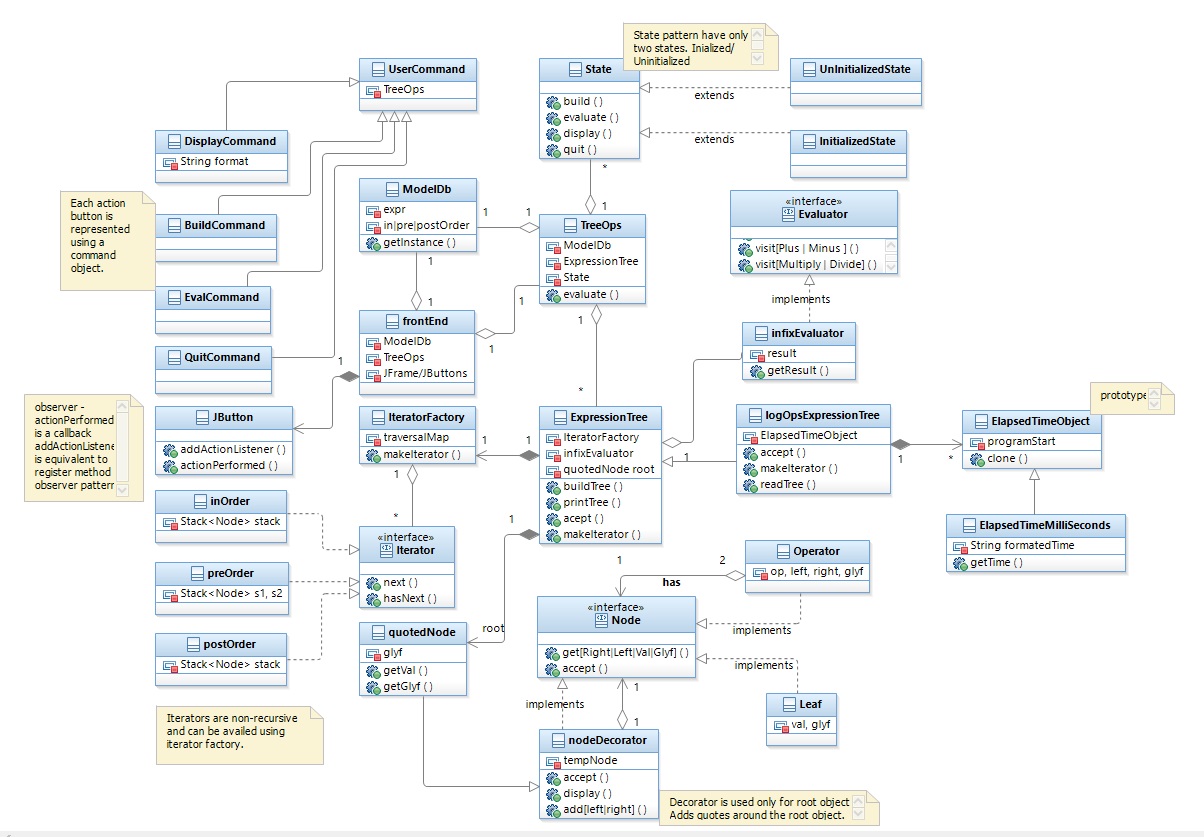 State pattern have only
two states. Inialized/
Uninitialized
UserCommand
TreeOps
State
build ()
evaluate ()
display ()
quit ()
UnInitializedState
extends
InitializedState
extends
DisplayCommand
String format
Each action
button is
represented
using a
command
object.
BuildCommand
EvalCommand
QuitCommand
ModelDb
expr
in|pre|postOrder
getInstance ()
1
1
*
1
TreeOps
ModelDb
ExpressionTree
State
evaluate ()
«interface»
Evaluator
visit[Plus | Minus ] ()
visit[Multiply | Divide] ()
implements
1
1
frontEnd
ModelDb
TreeOps
JFrame/JButtons
1
1
1
1
*
infixEvaluator
result
getResult ()
observer -
actionPerformed
is a callback
addActionListene
is equivalent to
register method
observer pattern
JButton
addActionListener ()
actionPerformed ()
IteratorFactory
traversalMap
makeIterator ()
1
1
1
*
ExpressionTree
IteratorFactory
infixEvaluator
quotedNode root
buildTree ()
printTree ()
acept ()
makeIterator ()
1
logOpsExpressionTree
ElapsedTimeObject
accept ()
makeIterator ()
readTree ()
1
*
prototype
ElapsedTimeObject
programStart
clone ()
ElapsedTimeMilliSeconds
String formatedTime
getTime ()
inOrder
Stack<Node> stack
preOrder
Stack<Node> s1, s2
postOrder
Stack<Node> stack
«interface»
Iterator
next ()
hasNext ()
1
root
quotedNode
glyf
getVal ()
getGlyf ()
Iterators are non-recursive
and can be availed using
iterator factory.
1
2
has
Operator
op, left, right, glyf
«interface»
Node
get[Right|Left|Val|Glyf] ()
accept ()
implements
implements
Leaf
val, glyf
implements
1
1
nodeDecorator
tempNode
accept ()
display ()
add[left|right] ()
Decorator is used only for root object
Adds quotes around the root object.